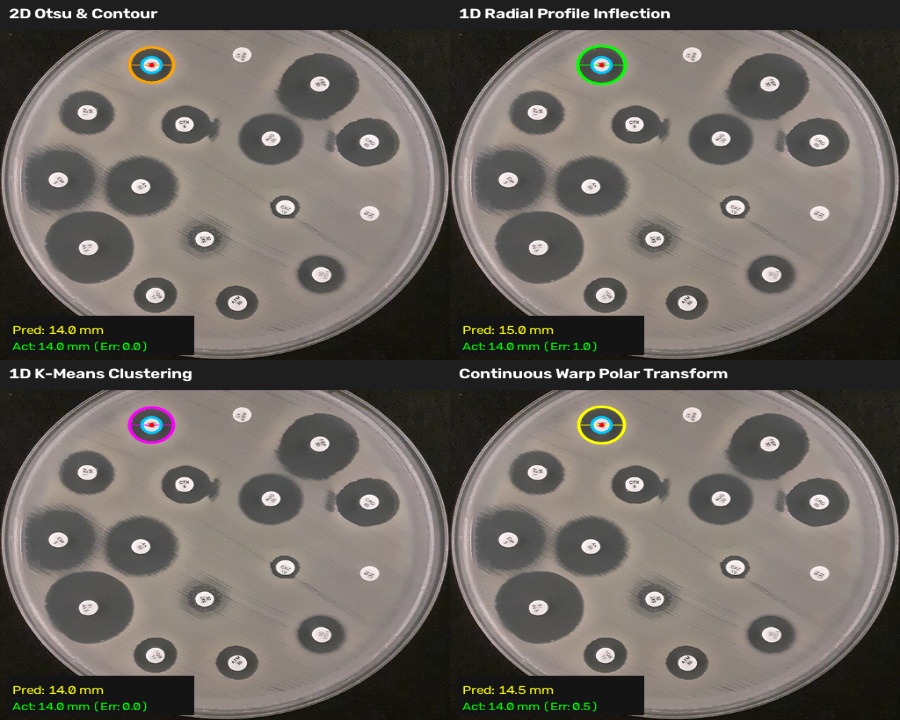 2D Otsu & Contour
1D Radial Profile Inflection
Pred: 14.0 mm
Act: 14.0 mm (Err: 0.0)
Pred: 15.0 mm
Act: 14.0 mm (Err: 1.0)
1D K-Means Clustering
Continuous Warp Polar Transform
Pred: 14.0 mm
Act: 14.0 mm (Err: 0.0)
Pred: 14.5 mm
Act: 14.0 mm (Err: 0.5)